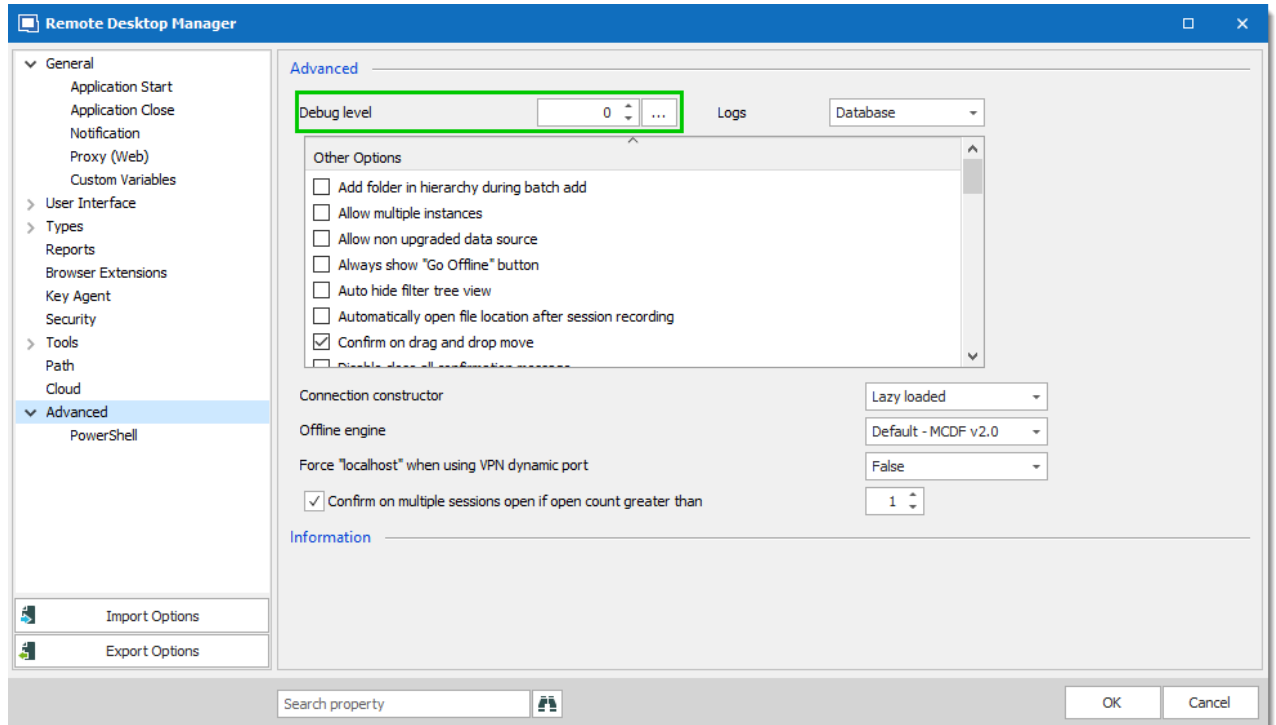 Remote Desktop Manager
General
Application Start
Application Close
Notification
Proxy (Web)
Custom Variables
User Interface
Types
Reports
Browser Extensions
Key Agent
Security
Tools
Path
Cloud
Advanced
PowerShell
Import Options
Export Options
Advanced
Debug level 0 ... Logs Database
Other Options
Add folder in hierarchy during batch add
Allow multiple instances
Allow non upgraded data source
Always show "Go Offline" button
Auto hide filter tree view
Automatically open file location after session recording
Confirm on drag and drop move
Disable close all confirmation message
Connection constructor Lazy loaded
Offline engine Default - MCDF v2.0
Force "localhost" when using VPN dynamic port False
Confirm on multiple sessions open if open count greater than 1
Information
Search property
OK Cancel